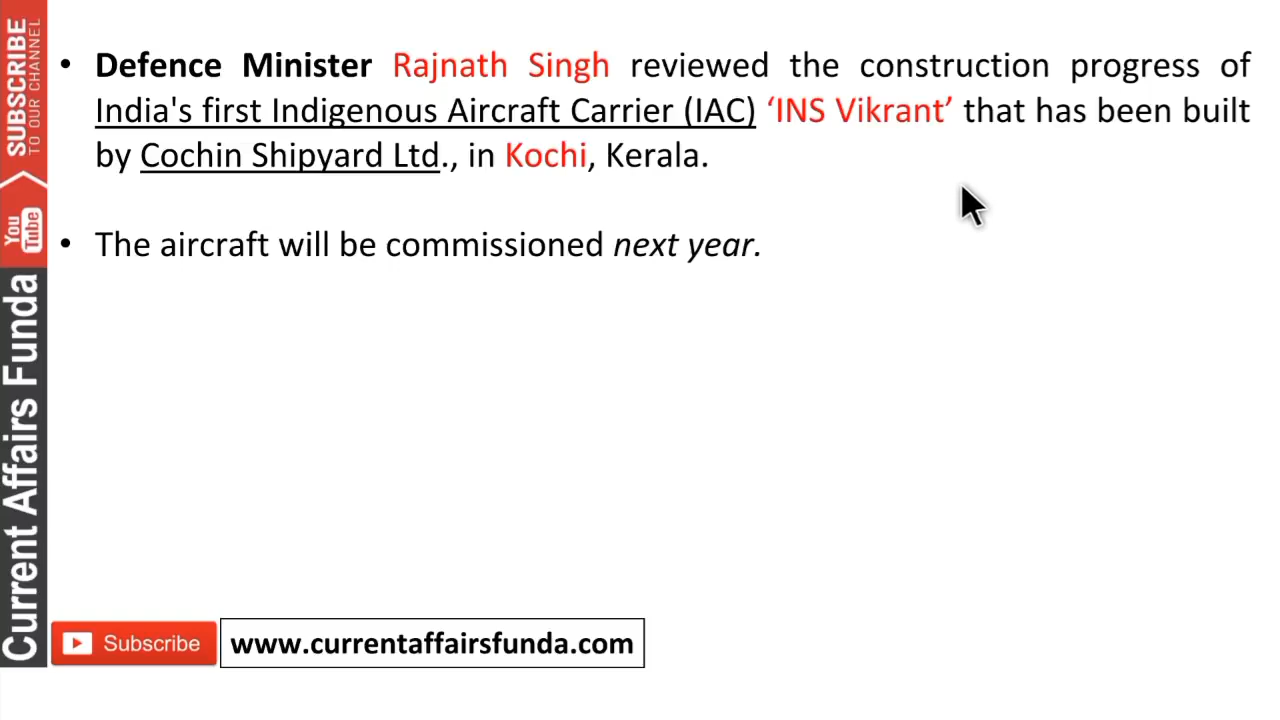 • Defence Minister Rajnath Singh reviewed the construction progress of
India's first Indigenous Aircraft Carrier (IAC) ‘INS Vikrant’ that has been built
by Cochin Shipyard Ltd., in Kochi, Kerala.
• The aircraft will be commissioned next year.
SUBSCRIBE
TO OUR CHANNEL
You
Tube
Current Affairs Funda
Subscribe
www.currentaffairsfunda.com